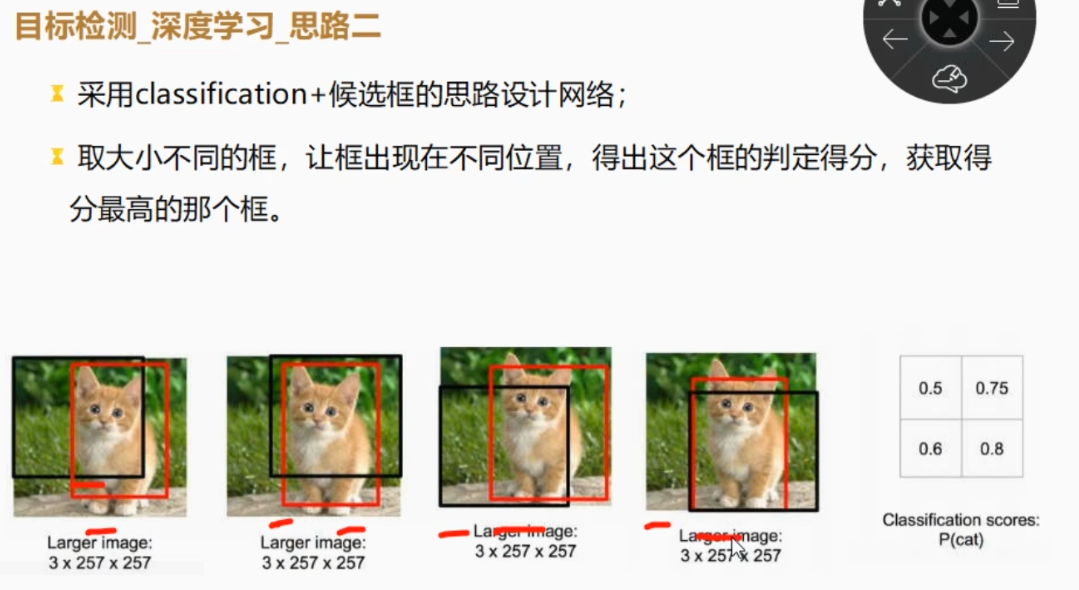 目标检测_深度学习_思路二
采用classification+候选框的思路设计网络；
取大小不同的框，让框出现在不同位置，得出这个框的判定得分，获取得
分最高的那个框。
Larger image:
3 x 257 x 257
Larger image:
3 x 257 x 257
Larger image:
3 x 257 x 257
Larger image:
3 x 257 x 257
0.5 0.75
0.6 0.8
Classification scores:
P(cat)